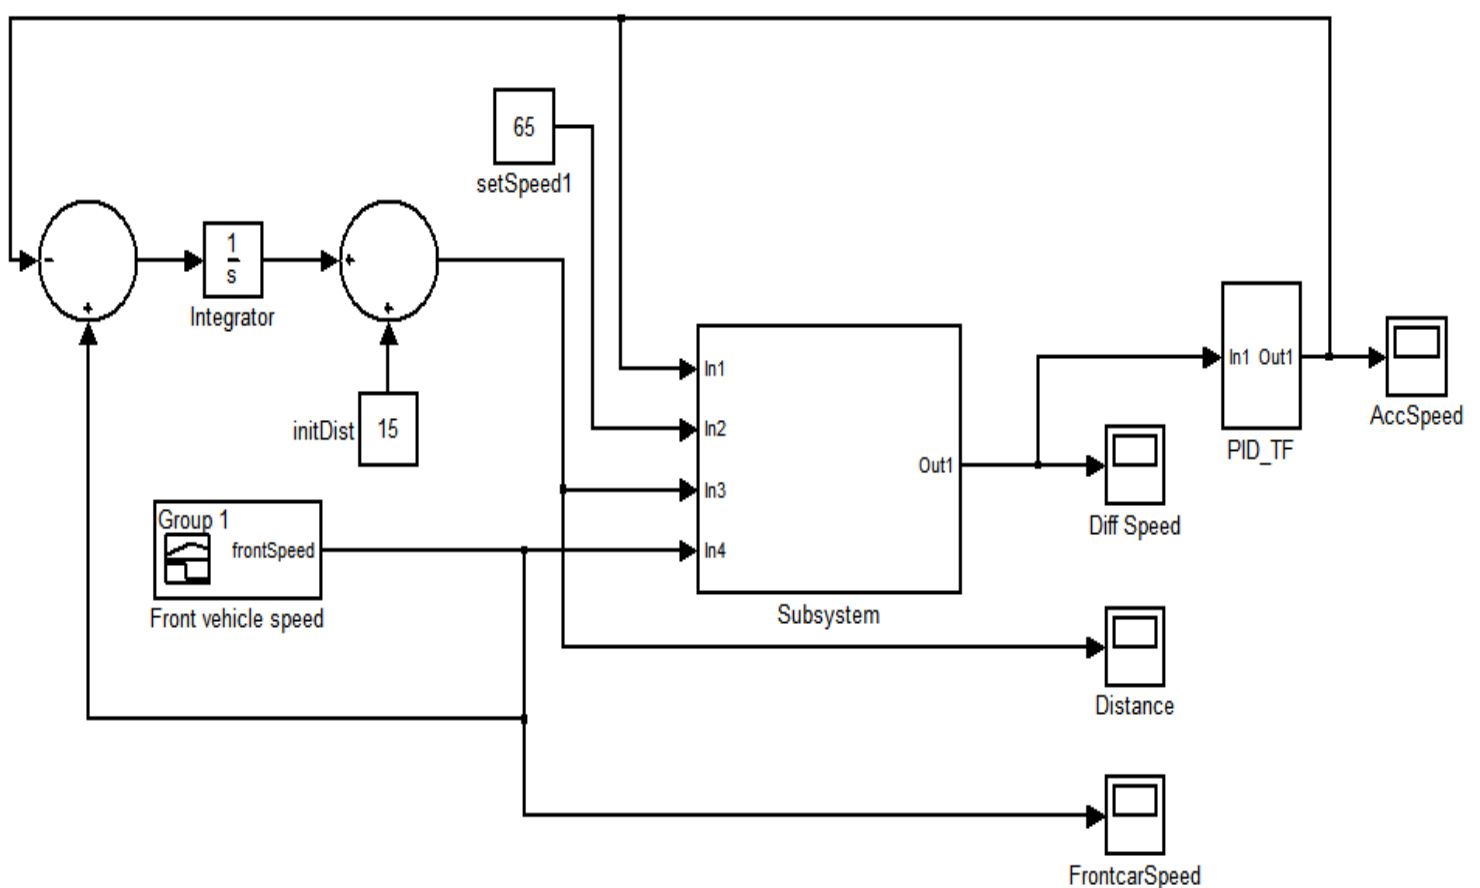 65
setSpeed1
-
+
1
s
Integrator
+
+
initDist
15
Group 1
frontSpeed
Front vehicle speed
In1
In2
In3
In4
Out1
Subsystem
In1 Out1
PID_TF
AccSpeed
Diff Speed
Distance
FrontcarSpeed